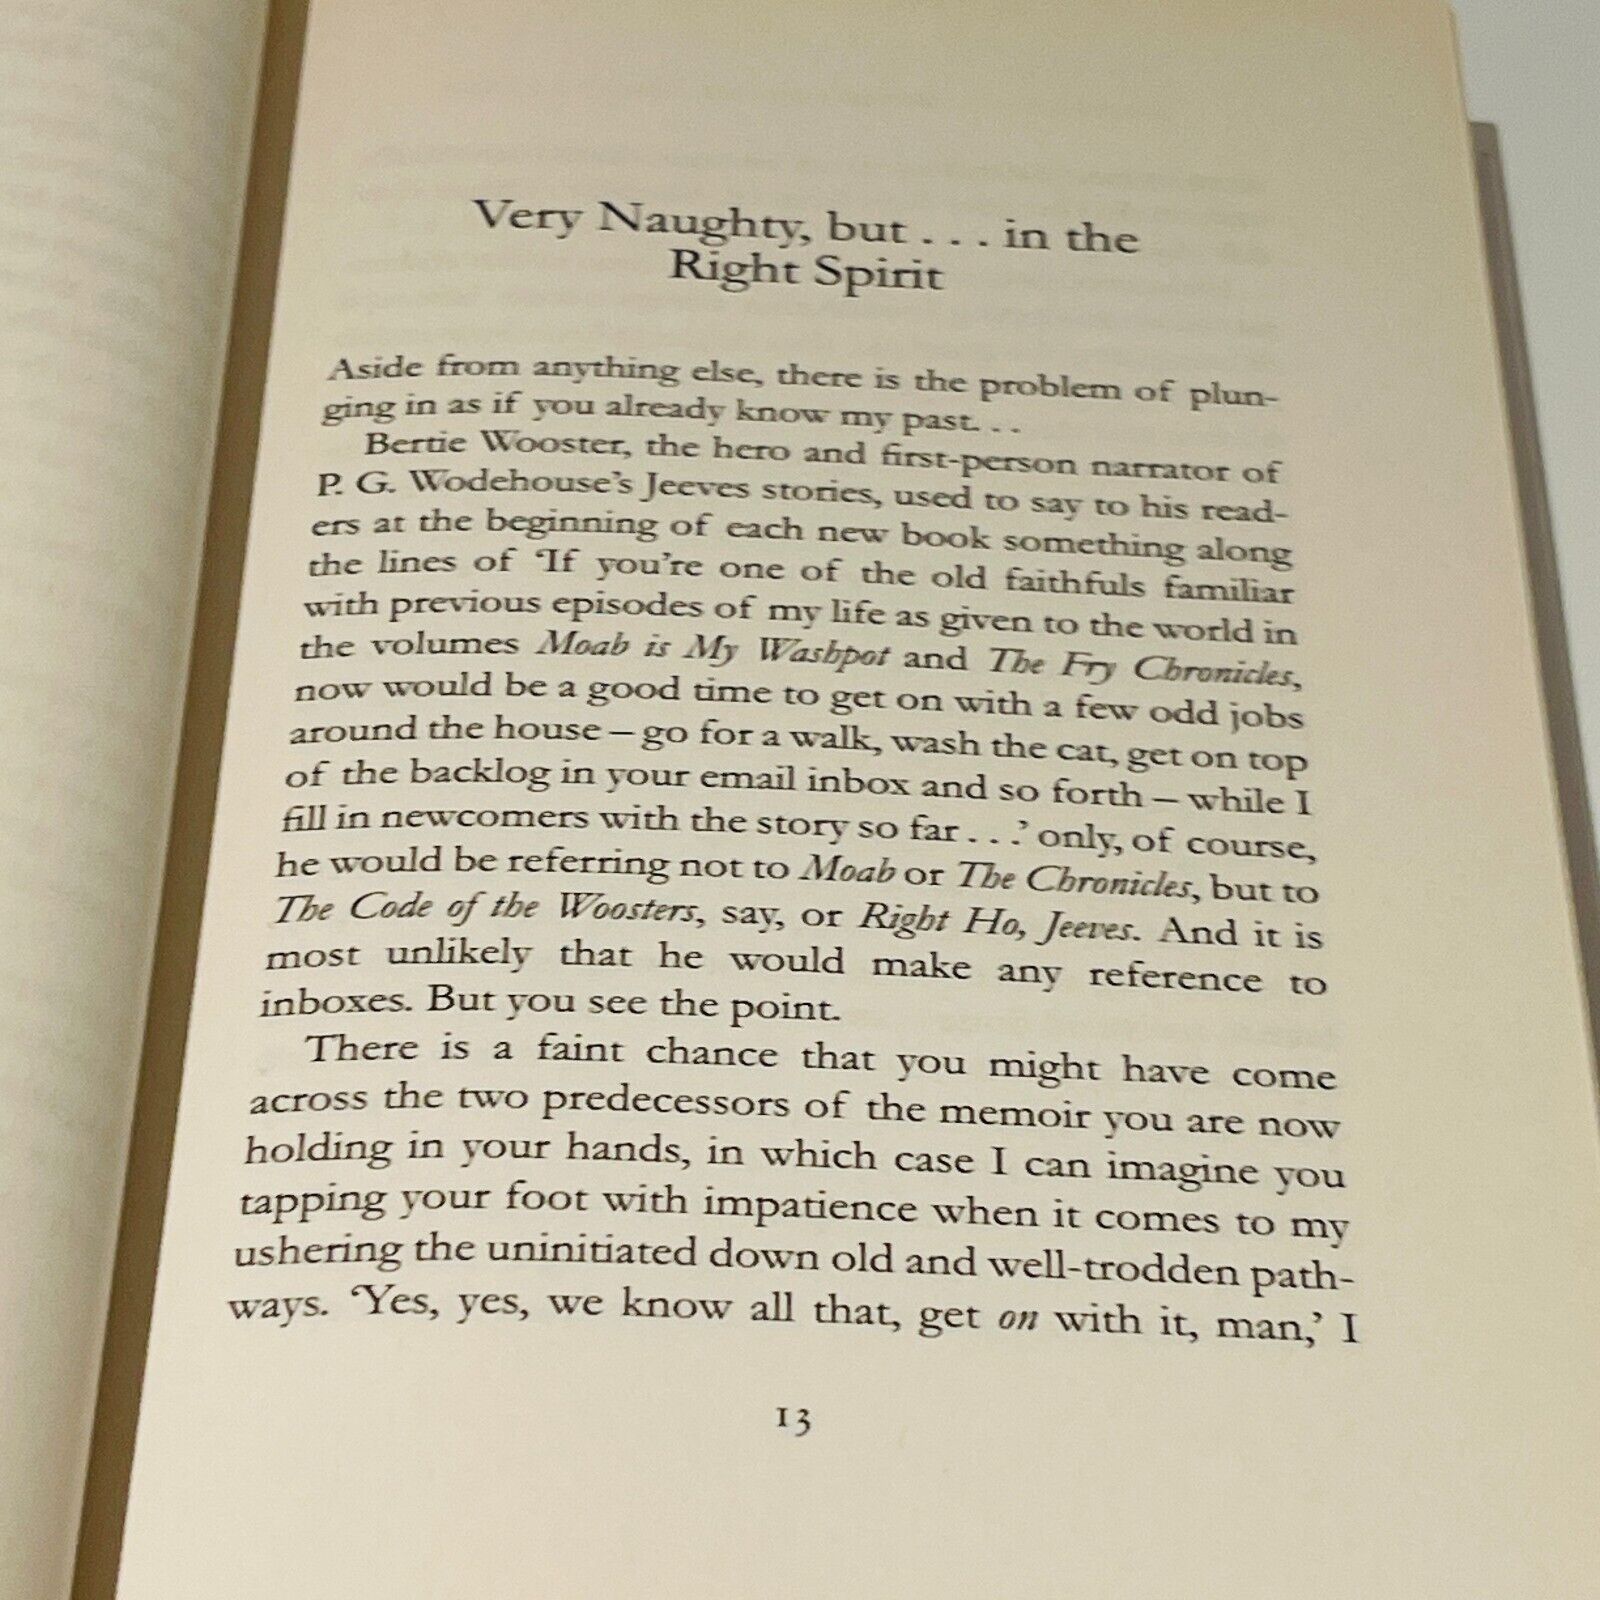 Very Naughty, but . . . in the
Right Spirit
Aside from anything else, there is the problem of plun-
ging in as if you already know my past. . .
Bertie Wooster, the hero and first-person narrator of
P. G. Wodehouse’s Jeeves stories, used to say to his read-
ers at the beginning of each new book something along
the lines of ‘If you’re one of the old faithfuls familiar
with previous episodes of my life as given to the world in
the volumes Moab is My Washpot and The Fry Chronicles,
now would be a good time to get on with a few odd jobs
around the house – go for a walk, wash the cat, get on top
of the backlog in your email inbox and so forth – while I
fill in newcomers with the story so far . . .’ only, of course,
he would be referring not to Moab or The Chronicles, but to
The Code of the Woosters, say, or Right Ho, Jeeves. And it is
most unlikely that he would make any reference to
inboxes. But you see the point.
There is a faint chance that you might have come
across the two predecessors of the memoir you are now
holding in your hands, in which case I can imagine you
tapping your foot with impatience when it comes to my
ushering the uninitiated down old and well-trodden path-
ways. ‘Yes, yes, we know all that, get on with it, man,’ I
13